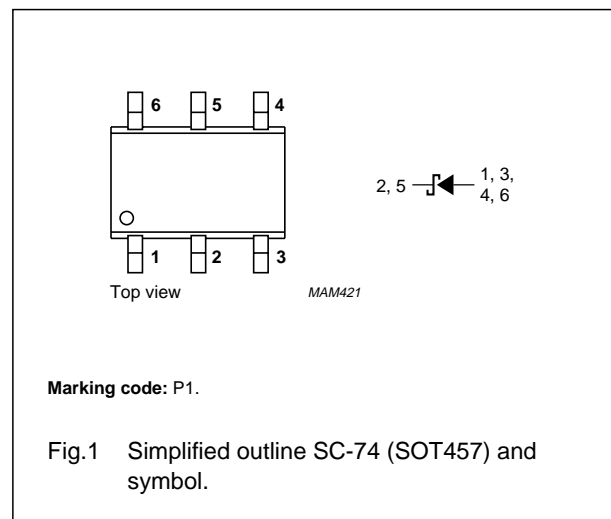 6 5 4
2, 5
1, 3,
4, 6
1 2 3
Top view
MAM421
Marking code: P1.
Fig.1 Simplified outline SC-74 (SOT457) and
symbol.